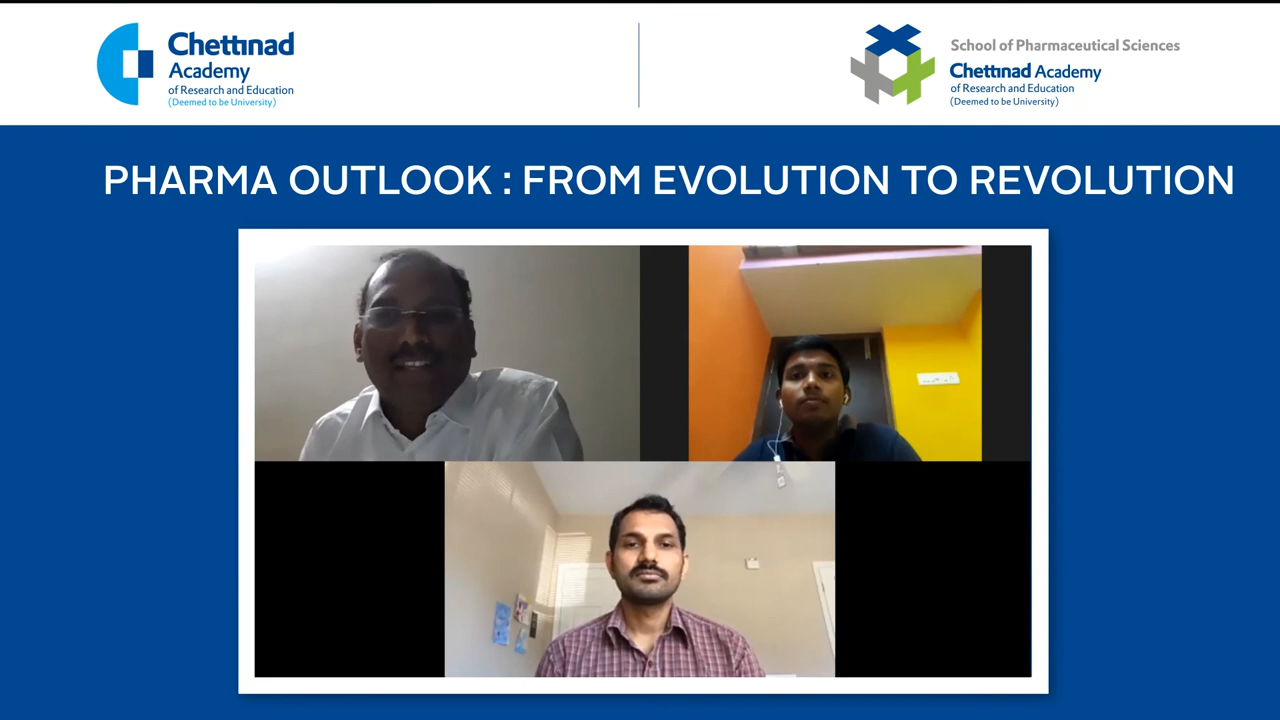 Chettinad
Academy
of Research and Education
(Deemed to be University)
School of Pharmaceutical Sciences
Chettinad Academy
of Research and Education
(Deemed to be University)
PHARMA OUTLOOK : FROM EVOLUTION TO REVOLUTION